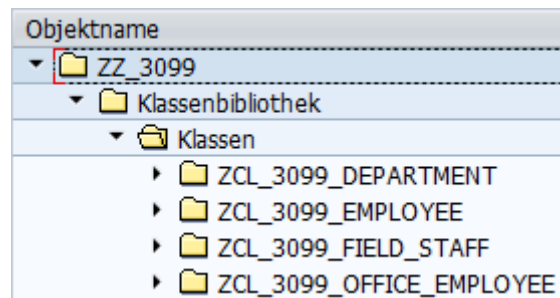 Objektname
ZZ_3099
Klassenbibliothek
Klassen
ZCL_3099_DEPARTMENT
ZCL_3099_EMPLOYEE
ZCL_3099_FIELD_STAFF
ZCL_3099_OFFICE_EMPLOYEE